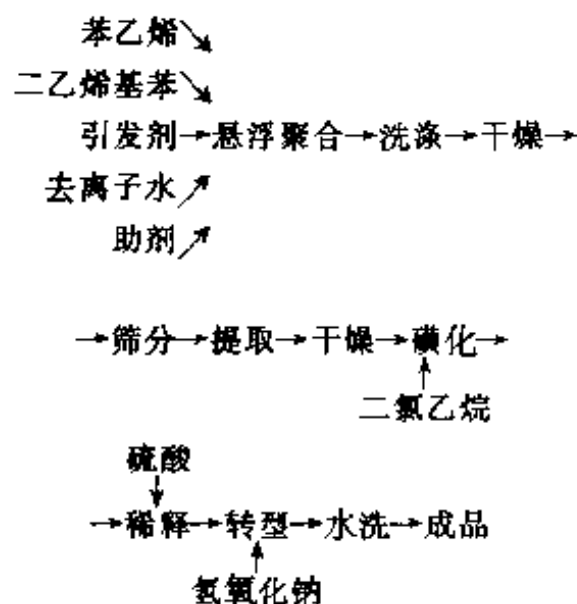 苯乙烯↘
二乙烯基苯↘
引发剂→悬浮聚合→洗涤→干燥→
去离子水↗
助剂↗
→筛分→提取→干燥→磺化→
↑
二氯乙烷
硫酸
↓
→稀释→转型→水洗→成品
↑
氢氧化钠